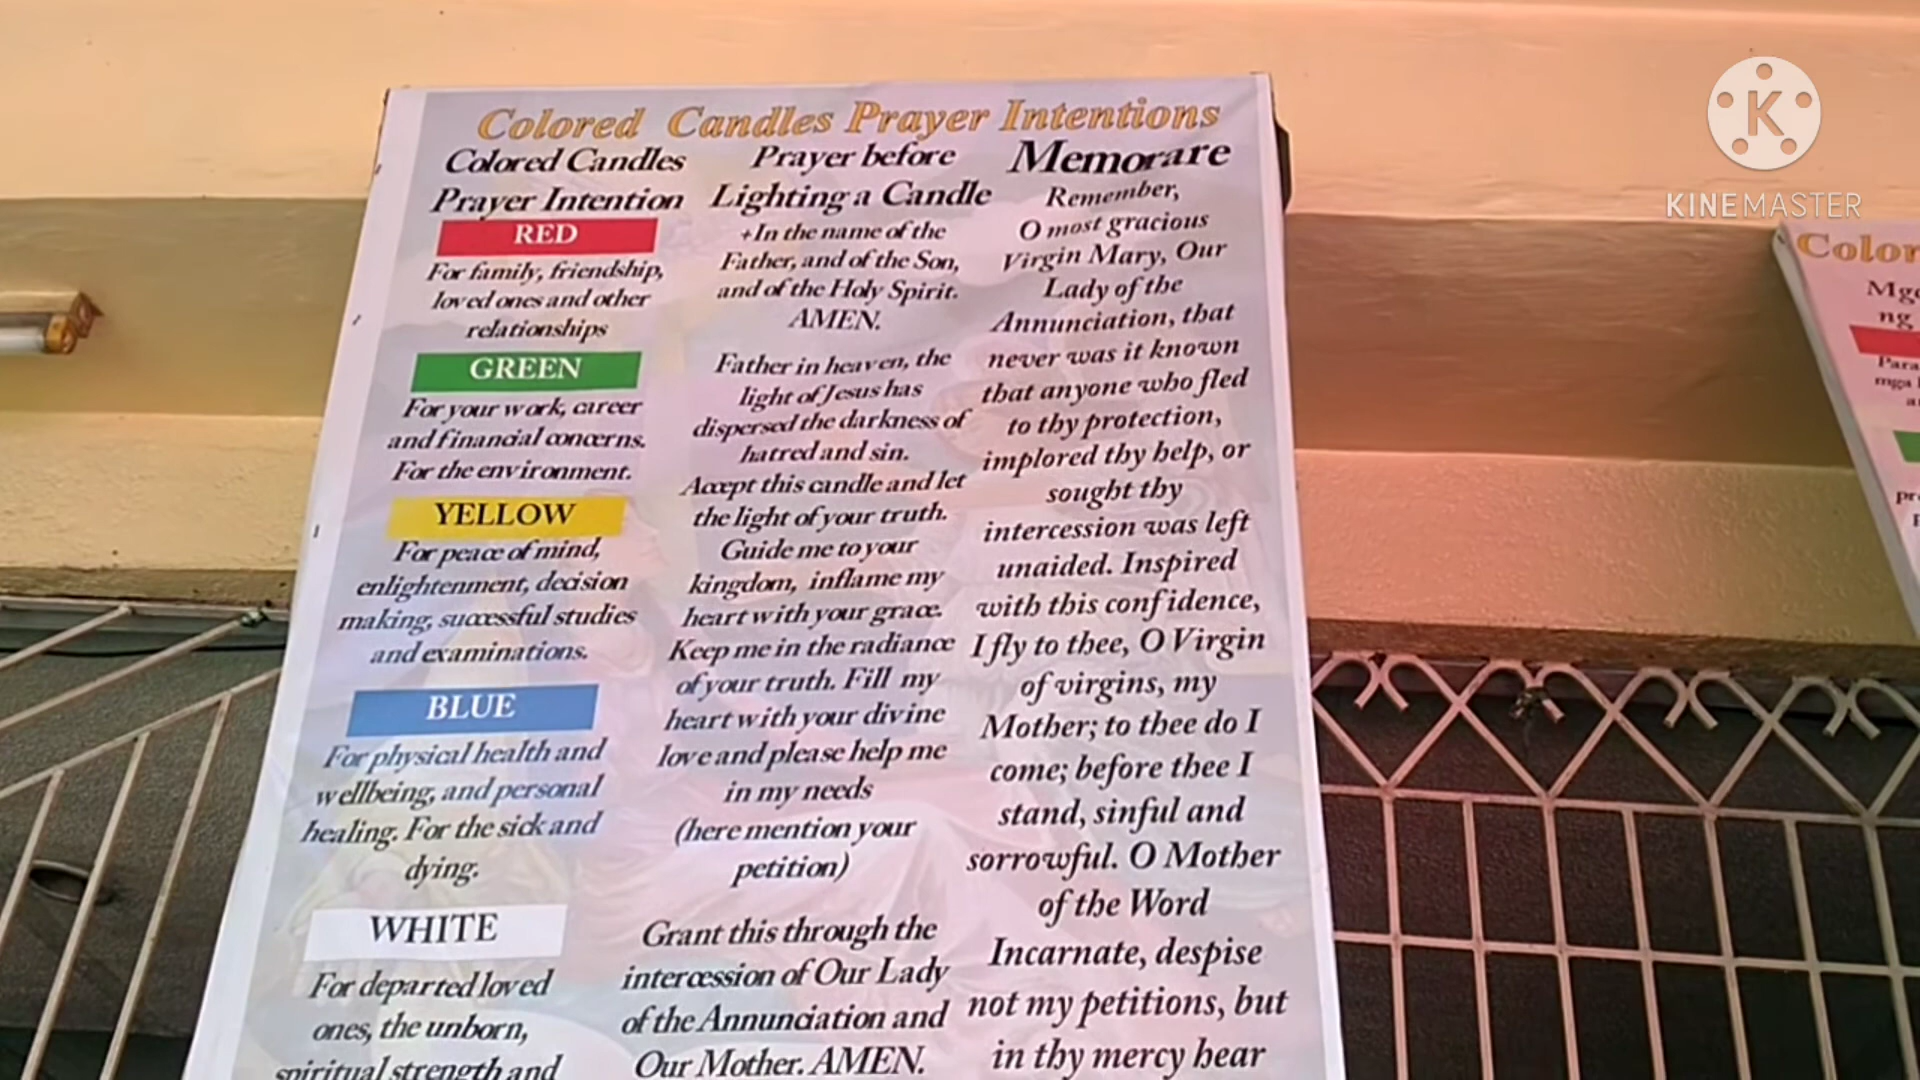 Colored Candles Prayer Intentions
Colored Candles
Prayer Intention
RED
For family, friendship,
loved ones and other
relationships
GREEN
For your work, career
and financial concerns.
For the environment.
YELLOW
For peace of mind,
enlightenment, decision
making, successful studies
and examinations.
BLUE
For physical health and
wellbeing, and personal
healing. For the sick and
dying.
WHITE
For departed loved
ones, the unborn,
spiritual strength and
Prayer before
Lighting a Candle
+In the name of the
Father, and of the Son,
and of the Holy Spirit.
AMEN.
Father in heaven, the
light of Jesus has
dispersed the darkness of
hatred and sin.
Accept this candle and let
the light of your truth.
Guide me to your
kingdom, inflame my
heart with your grace.
Keep me in the radiance
of your truth. Fill my
heart with your divine
love and please help me
in my needs
(here mention your
petition)
Grant this through the
intercession of Our Lady
of the Annunciation and
Our Mother. AMEN.
Memorare
Remember,
O most gracious
Virgin Mary, Our
Lady of the
Annunciation, that
never was it known
that anyone who fled
to thy protection,
implored thy help, or
sought thy
intercession was left
unaided. Inspired
with this confidence,
I fly to thee, O Virgin
of virgins, my
Mother; to thee do I
come; before thee I
stand, sinful and
sorrowful. O Mother
of the Word
Incarnate, despise
not my petitions, but
in thy mercy hear
K
KINEMASTER
Color
Mga
ng
Para
mga